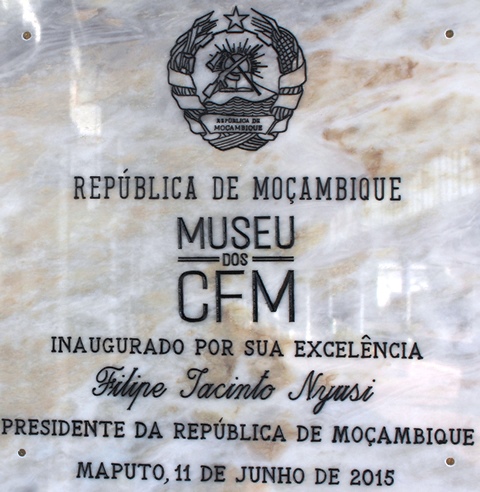 REPÚBLICA DE
MOÇAMBIQUE
REPÚBLICA DE MOÇAMBIQUE
MUSEU
DOS
CFM
INAUGURADO POR SUA EXCELÊNCIA
Filipe Jacinto Nyusi
PRESIDENTE DA REPÚBLICA DE MOÇAMBIQUE
MAPUTO, 11 DE JUNHO DE 2015